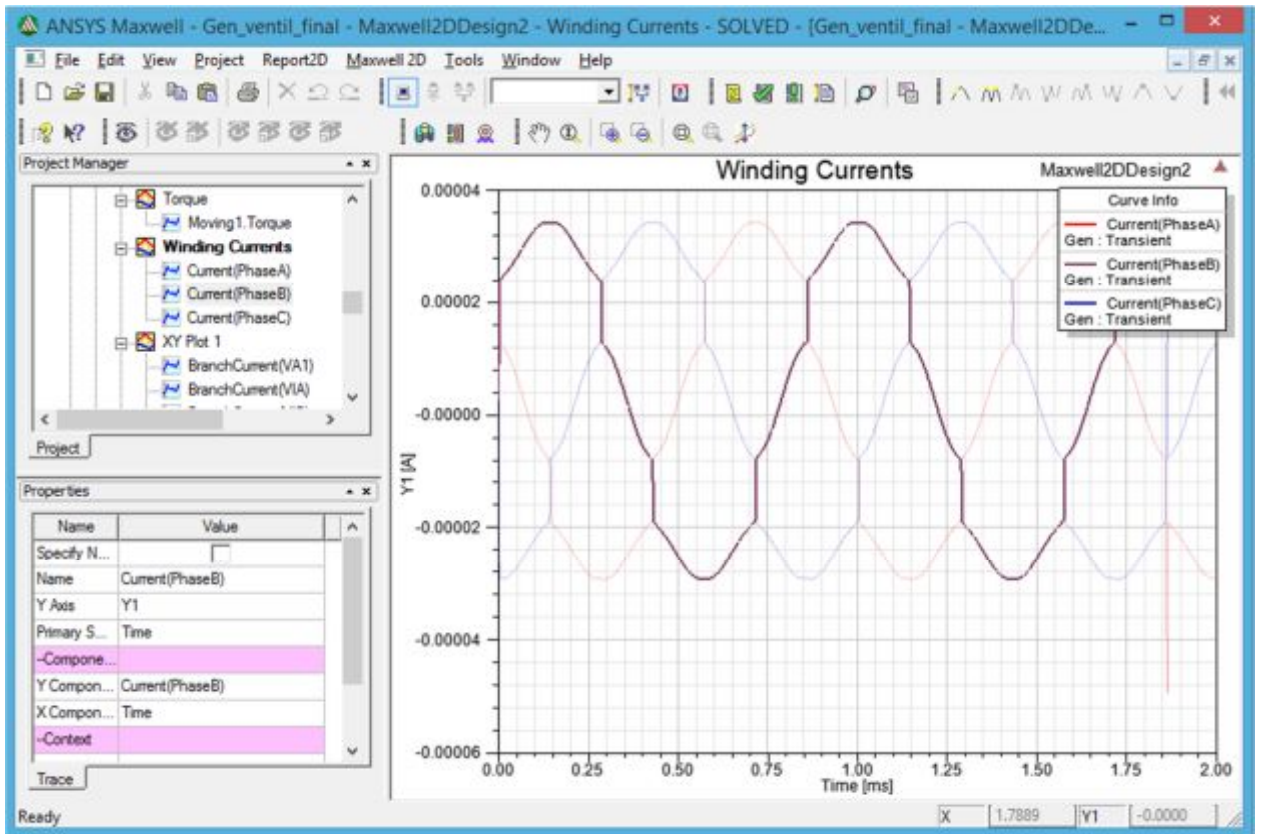 ANSYS Maxwell - Gen_ventil_final - Maxwell2DDesign2 - Winding Currents - SOLVED - [Gen_ventil_final - Maxwell2DDe...
File Edit View Project Report2D Maxwell 2D Tools Window Help
Project Manager
Torque
Moving1.Torque
Winding Currents
Current(PhaseA)
Current(PhaseB)
Current(PhaseC)
XY Plot 1
BranchCurrent(VA1)
BranchCurrent(VIA)
Project
Properties
Name Value
Specify N...
Name Current(PhaseB)
Y Axis Y1
Primary S... Time
-Compone...
Y Compon... Current(PhaseB)
X Compon... Time
-Context
Trace
Ready
Winding Currents
Maxwell2DDesign2
Curve Info
Current(PhaseA)
Gen : Transient
Current(PhaseB)
Gen : Transient
Current(PhaseC)
Gen : Transient
0.00004
0.00002
-0.00000
-0.00002
-0.00004
-0.00006
Y1 [A]
0.00 0.25 0.50 0.75 1.00 1.25 1.50 1.75 2.00
Time [ms]
X 1.7889 Y1 -0.0000